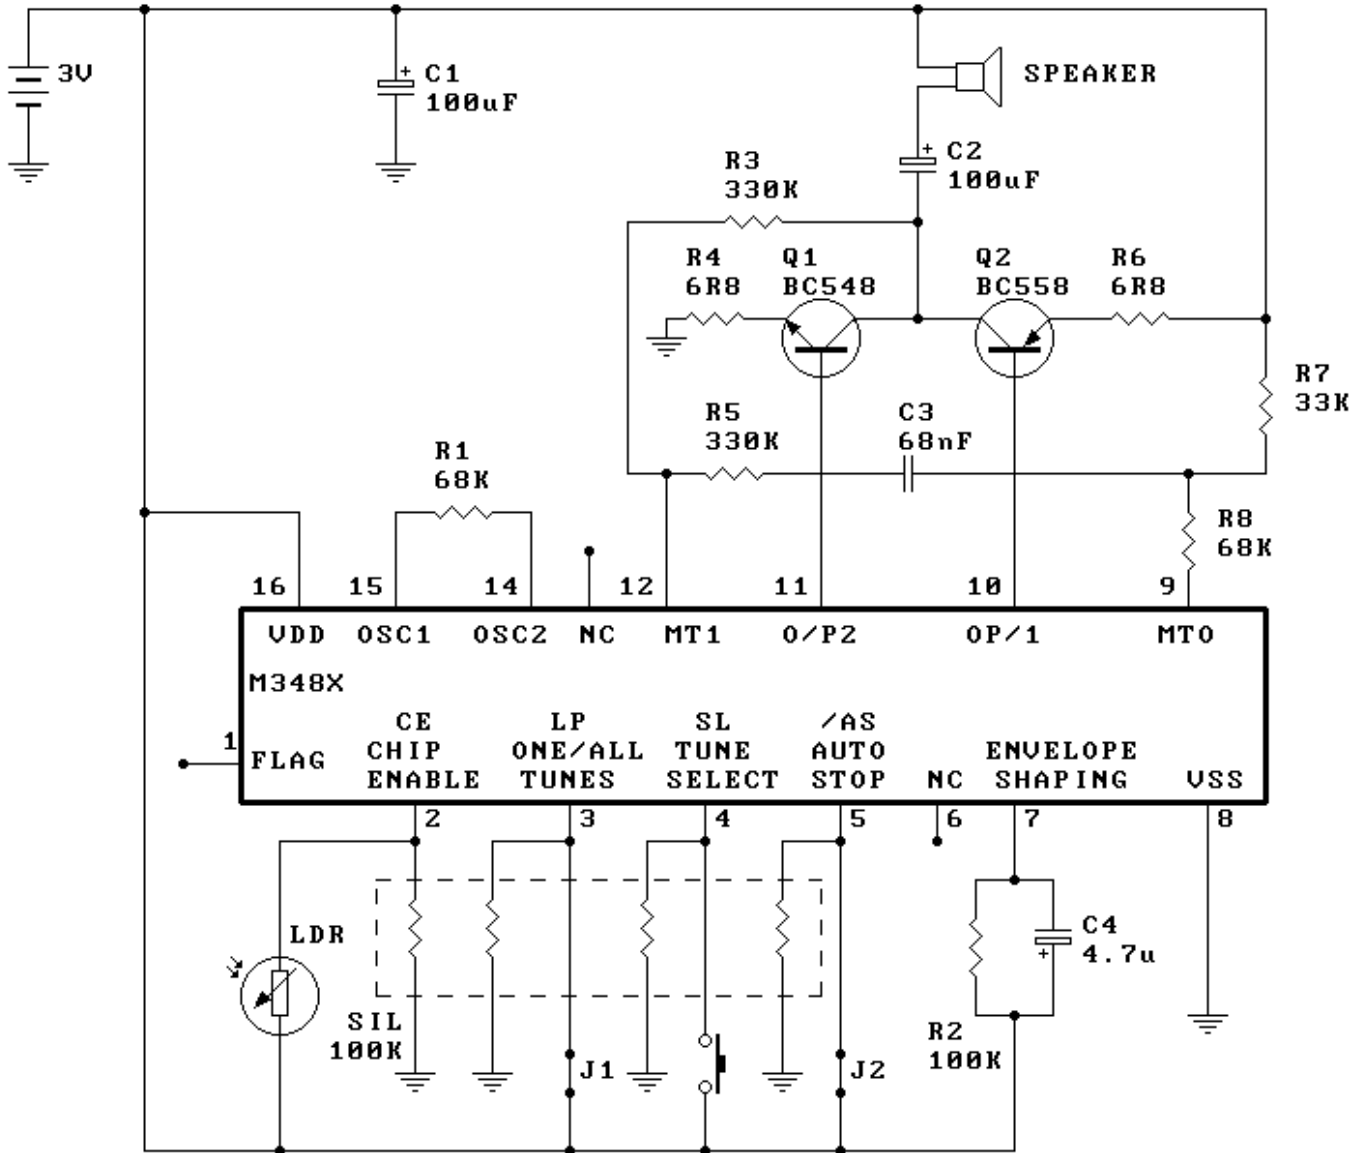 3V
C1
100uF
SPEAKER
C2
100uF
R3
330K
R4
6R8
Q1
BC548
Q2
BC558
R6
6R8
R7
33K
R5
330K
C3
68nF
R1
68K
R8
68K
16
15
14
12
11
10
9
VDD
OSC1
OSC2
NC
MT1
O/P2
OP/1
MTO
M348X
1
FLAG
CE
CHIP
ENABLE
LP
ONE/ALL
TUNES
SL
TUNE
SELECT
/AS
AUTO
STOP
NC
ENVELOPE
SHAPING
VSS
2
3
4
5
6
7
8
LDR
SIL
100K
J1
J2
C4
4.7u
R2
100K